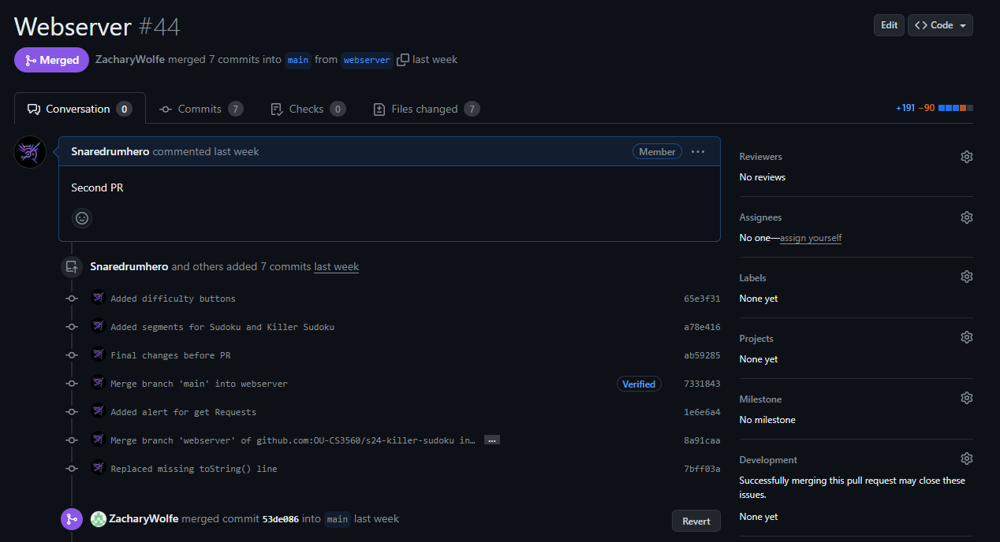 Webserver #44
Edit
Code
Merged
ZacharyWolfe merged 7 commits into main from webserver last week
Conversation 0
Commits 7
Checks 0
Files changed 7
+191 −90
Snaredrumhero commented last week
Member
...
Second PR
Snaredrumhero and others added 7 commits last week
Added difficulty buttons 65e3f31
Added segments for Sudoku and Killer Sudoku a78e416
Final changes before PR ab59285
Merge branch 'main' into webserver Verified 7331843
Added alert for get Requests 1e6e6a4
Merge branch 'webserver' of github.com:OU-CS3560/s24-killer-sudoku in… … 8a91caa
Replaced missing toString() line 7bff03a
ZacharyWolfe merged commit 53de086 into main last week
Revert
Reviewers
No reviews
Assignees
No one—assign yourself
Labels
None yet
Projects
None yet
Milestone
No milestone
Development
Successfully merging this pull request may close these
issues.
None yet